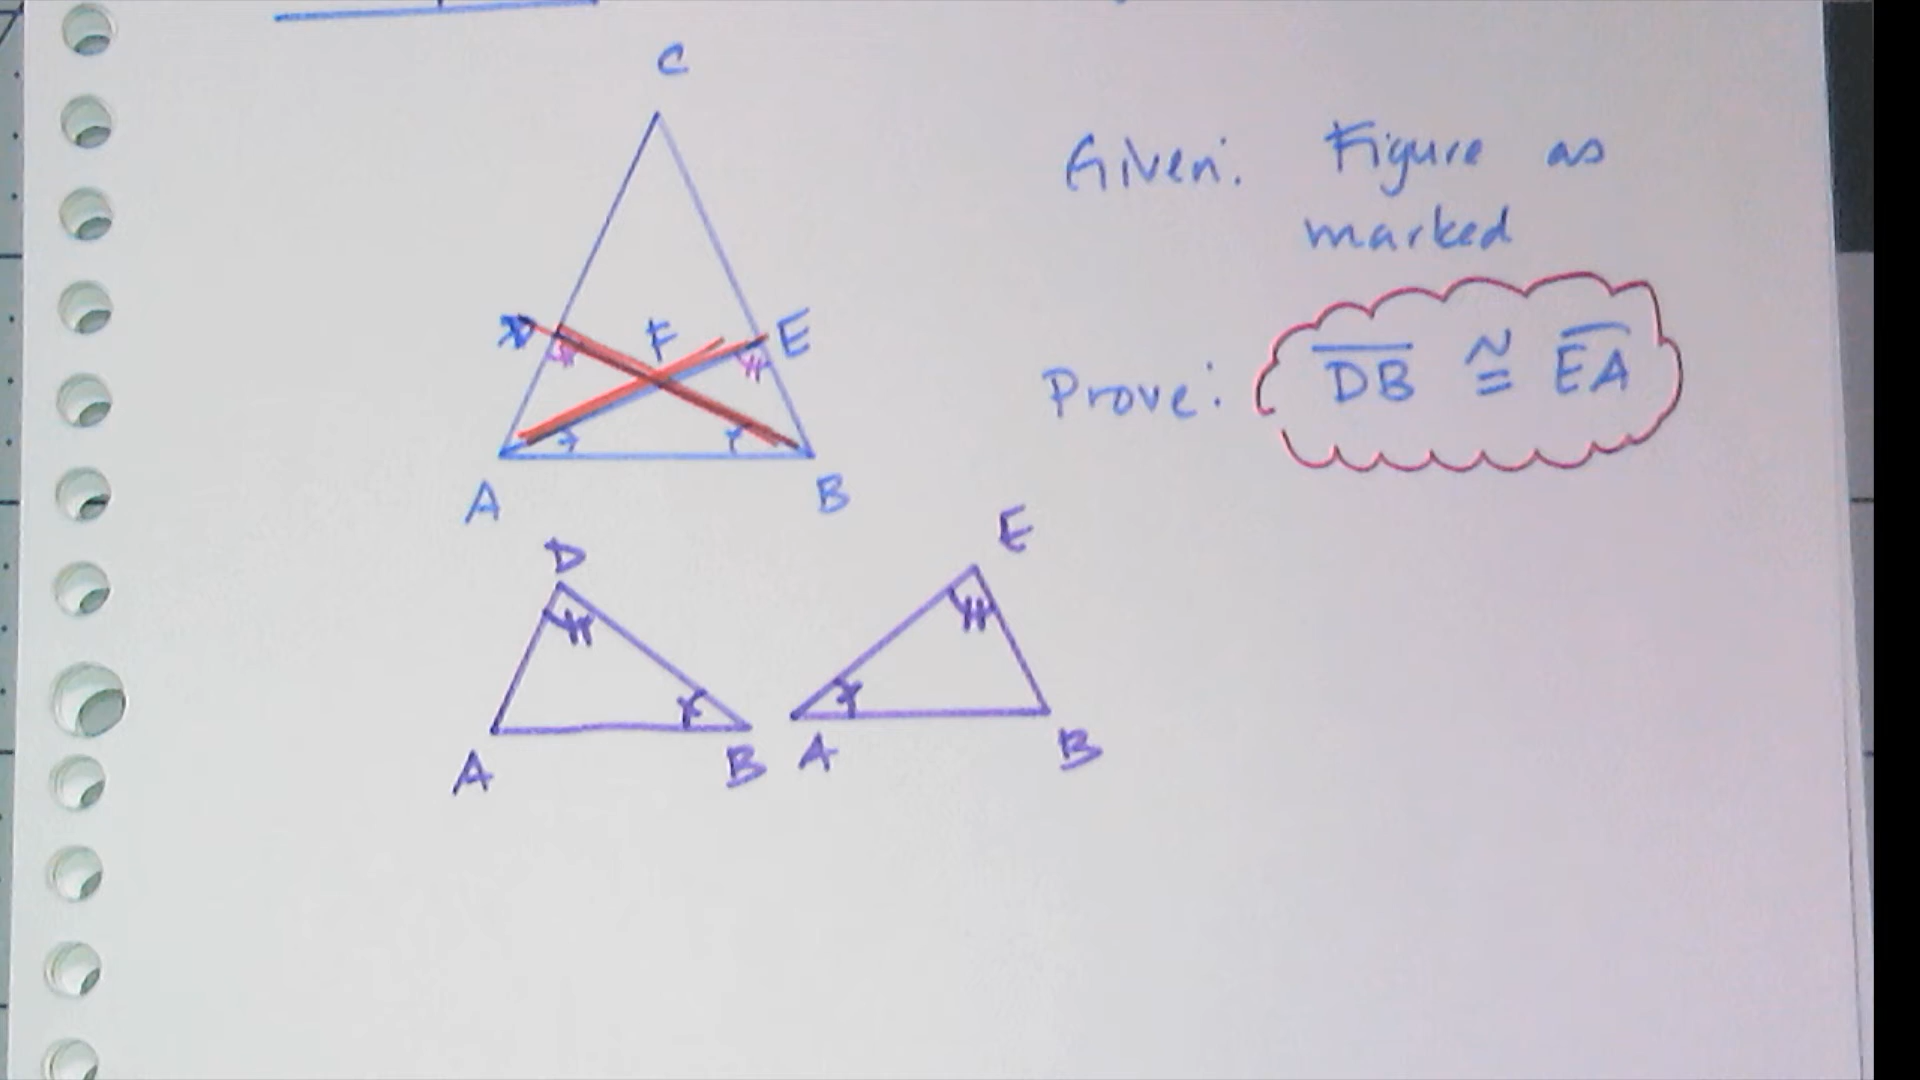 C
Given: Figure as
marked
D F E
Prove: DB ≅ EA
A B
D E
A B A B